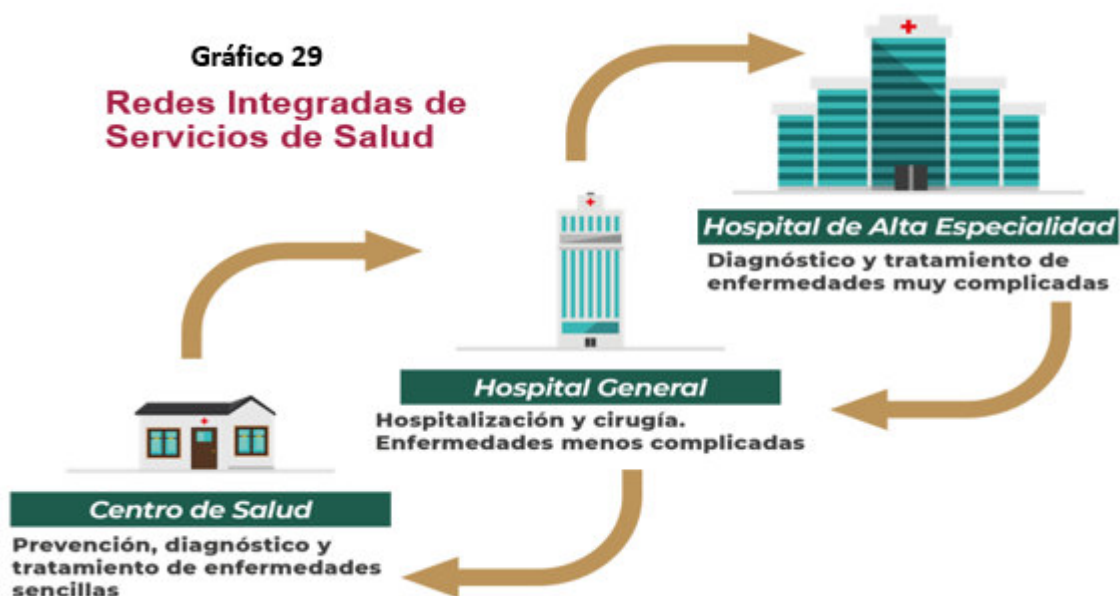 Gráfico 29
Redes Integradas de
Servicios de Salud
Hospital de Alta Especialidad
Diagnóstico y tratamiento de
enfermedades muy complicadas
Hospital General
Hospitalización y cirugía.
Enfermedades menos complicadas
Centro de Salud
Prevención, diagnóstico y
tratamiento de enfermedades
sencillas